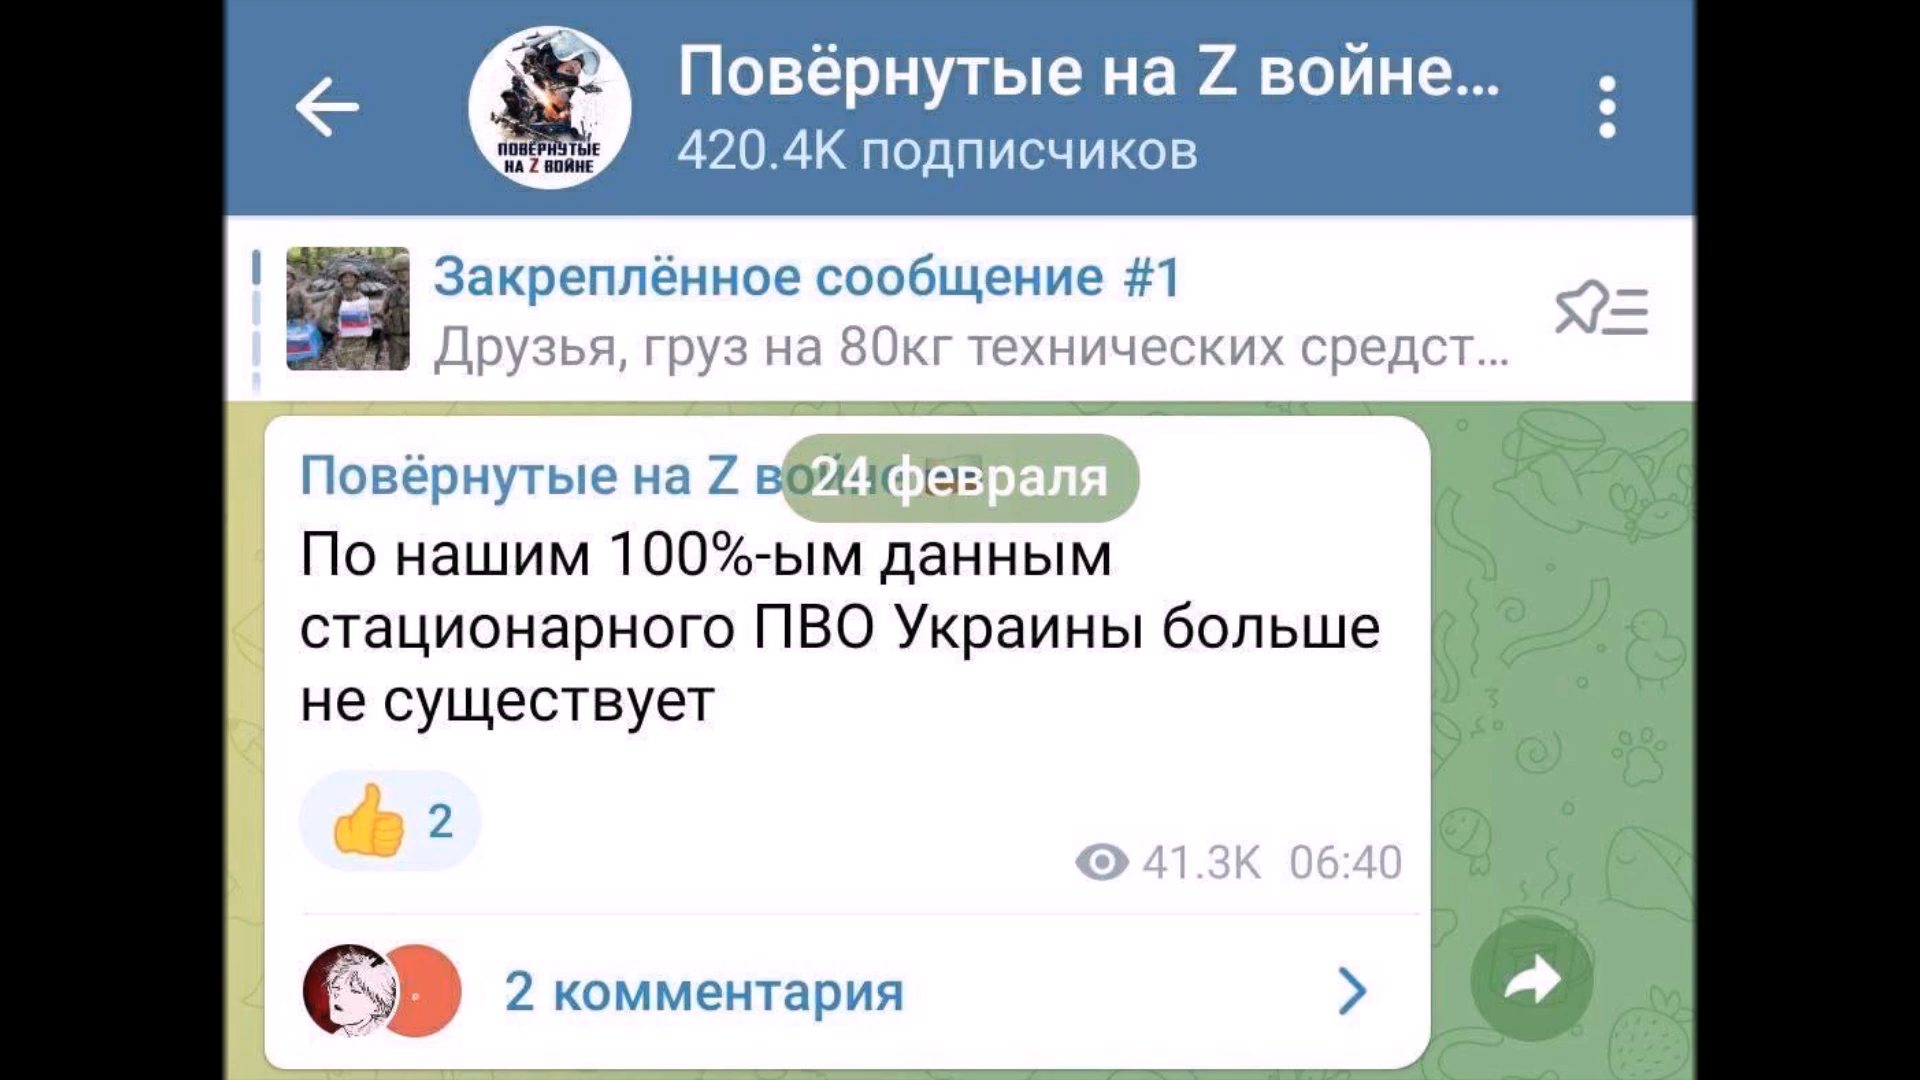 Повёрнутые на Z войне...
420.4K подписчиков
ПОВЁРНУТЫЕ
НА Z ВОЙНЕ
Закреплённое сообщение #1
Друзья, груз на 80кг технических средст...
Повёрнутые на Z войне
24 февраля
По нашим 100%-ым данным
стационарного ПВО Украины больше
не существует
2
41.3K 06:40
2 комментария